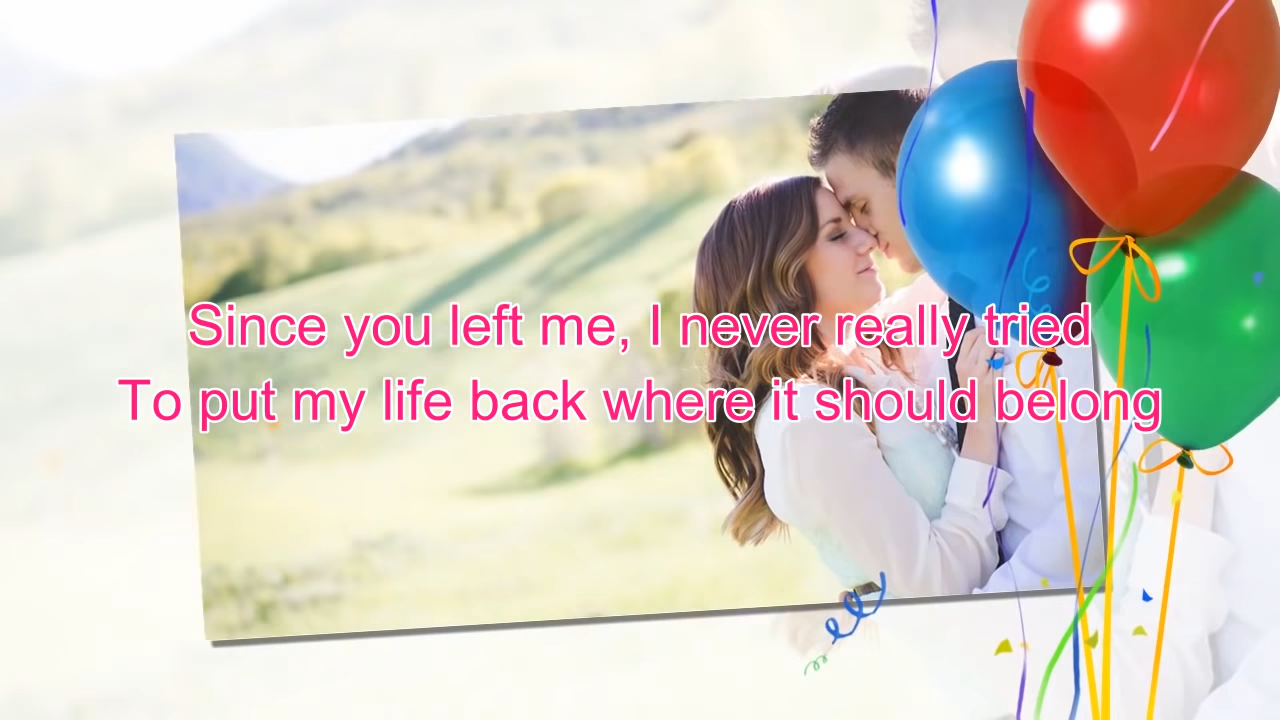 Since you left me, I never really tried
To put my life back where it should belong